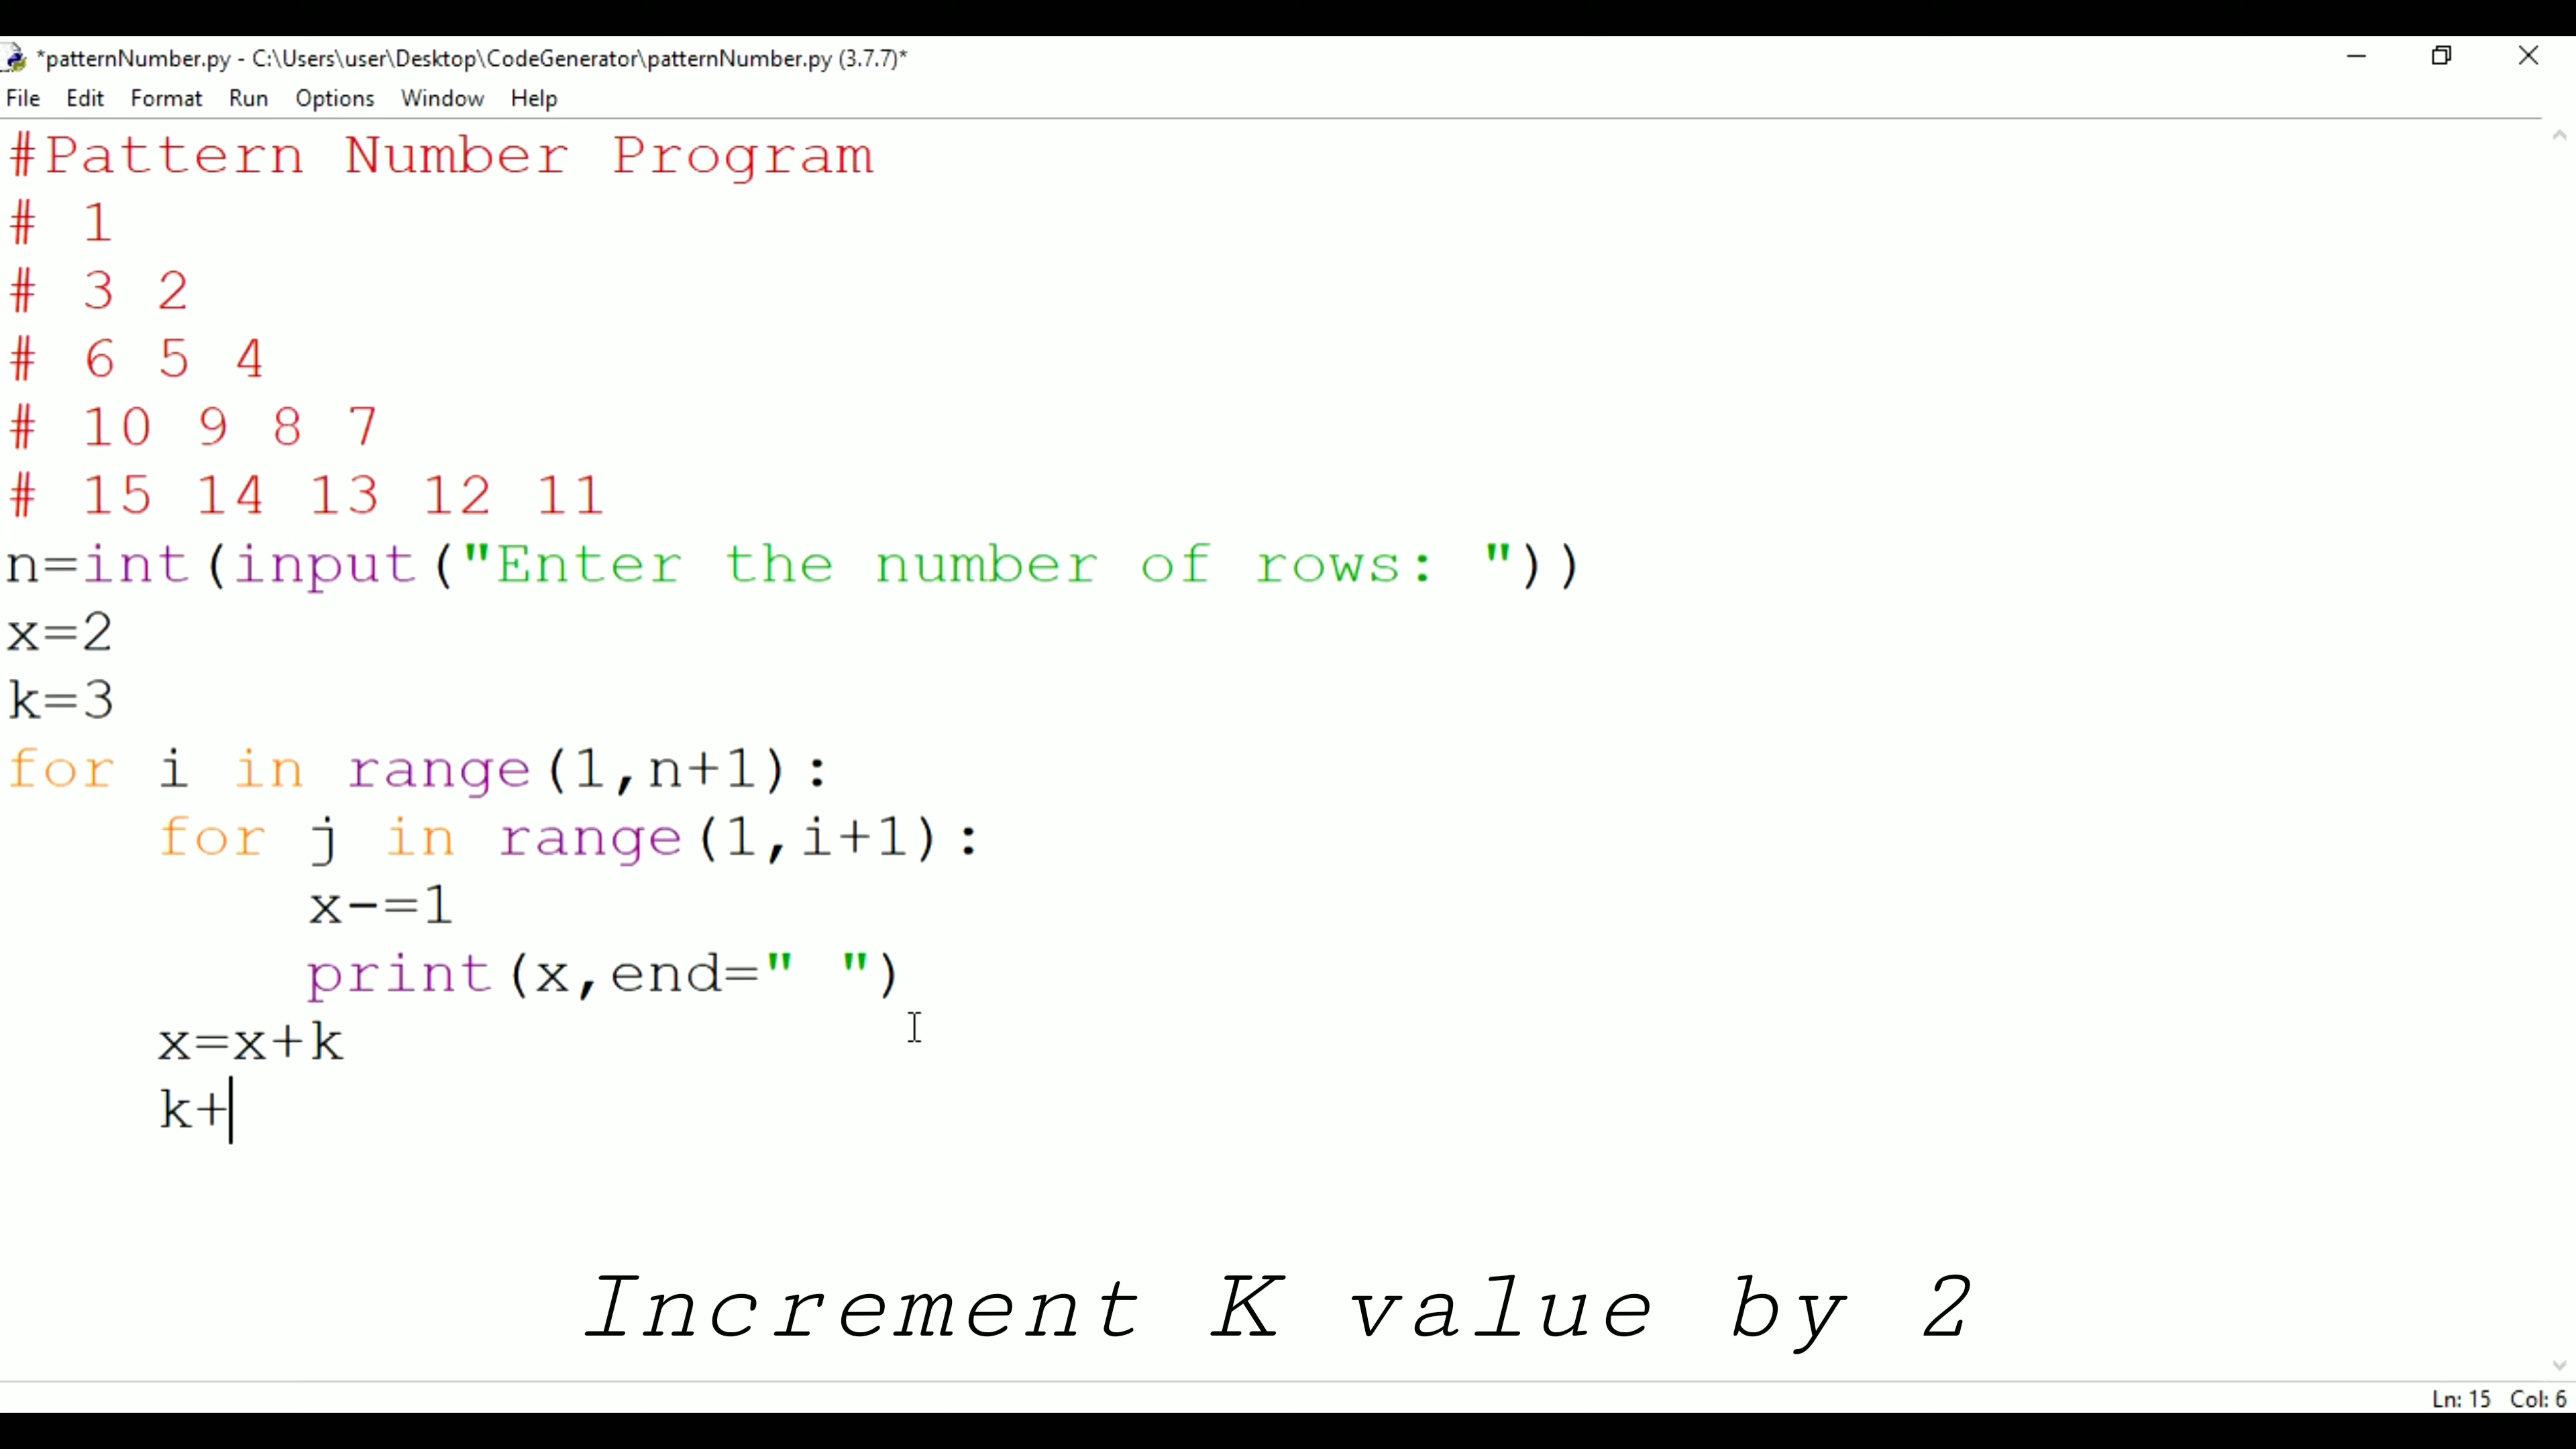 *patternNumber.py - C:\Users\user\Desktop\CodeGenerator\patternNumber.py (3.7.7)*
File Edit Format Run Options Window Help
#Pattern Number Program
# 1
# 3 2
# 6 5 4
# 10 9 8 7
# 15 14 13 12 11
n=int(input("Enter the number of rows: "))
x=2
k=3
for i in range(1,n+1):
    for j in range(1,i+1):
        x-=1
        print(x,end=" ")
    x=x+k
    k+
Increment K value by 2
Ln: 15 Col: 6